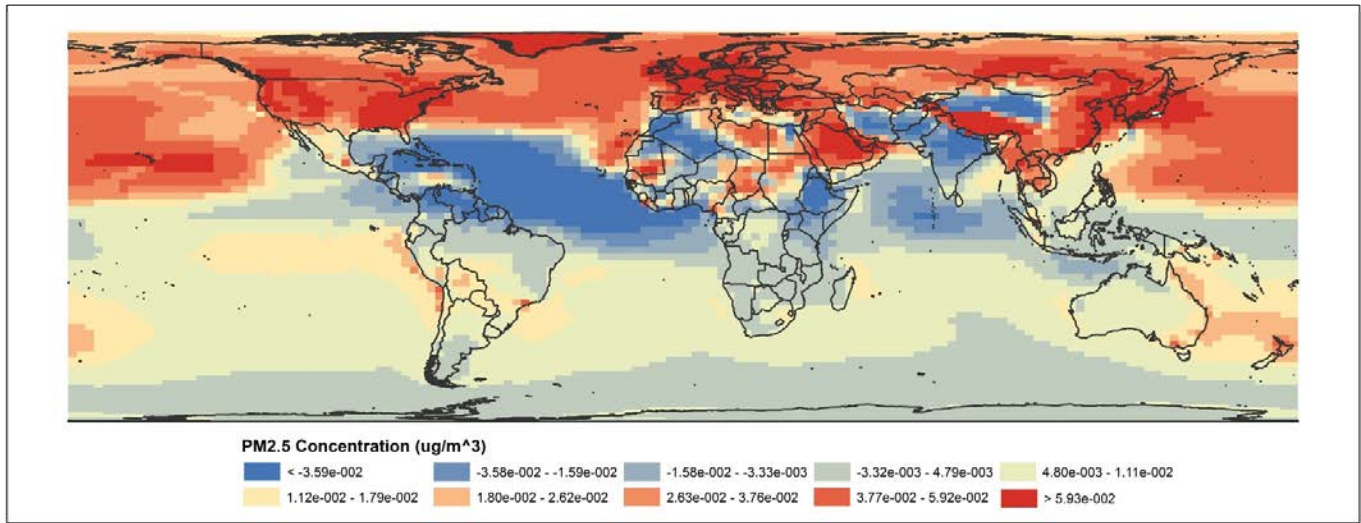 PM2.5 Concentration (ug/m^3)
< -3.59e-002 -3.58e-002 - -1.59e-002 -1.58e-002 - -3.33e-003 -3.32e-003 - 4.79e-003 4.80e-003 - 1.11e-002
1.12e-002 - 1.79e-002 1.80e-002 - 2.62e-002 2.63e-002 - 3.76e-002 3.77e-002 - 5.92e-002 > 5.93e-002